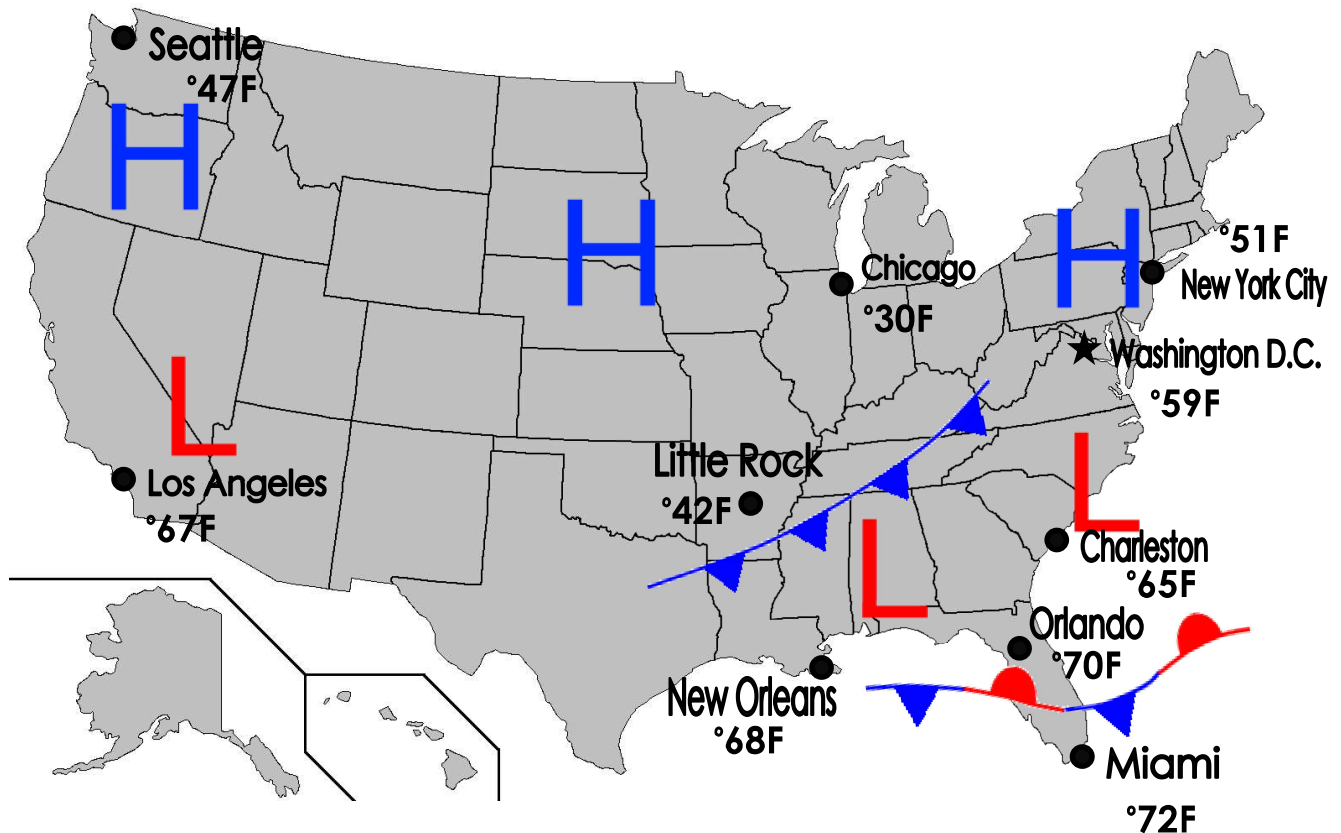 Seattle
°47F
H
H
H
°51F
New York City
Chicago
°30F
Washington D.C.
°59F
L
Little Rock
°42F
Los Angeles
°67F
L
Charleston
°65F
L
Orlando
°70F
New Orleans
°68F
Miami
°72F